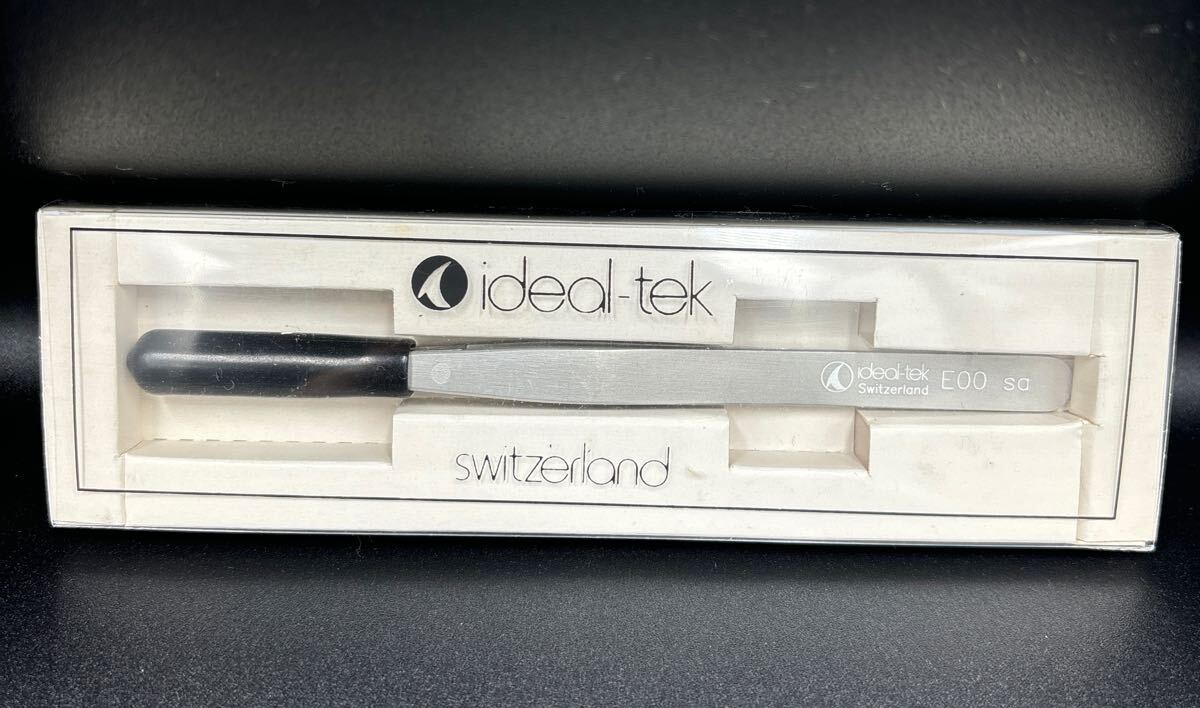 ideal-tek
ideal-tek
Switzerland
E00 sa
switzerland